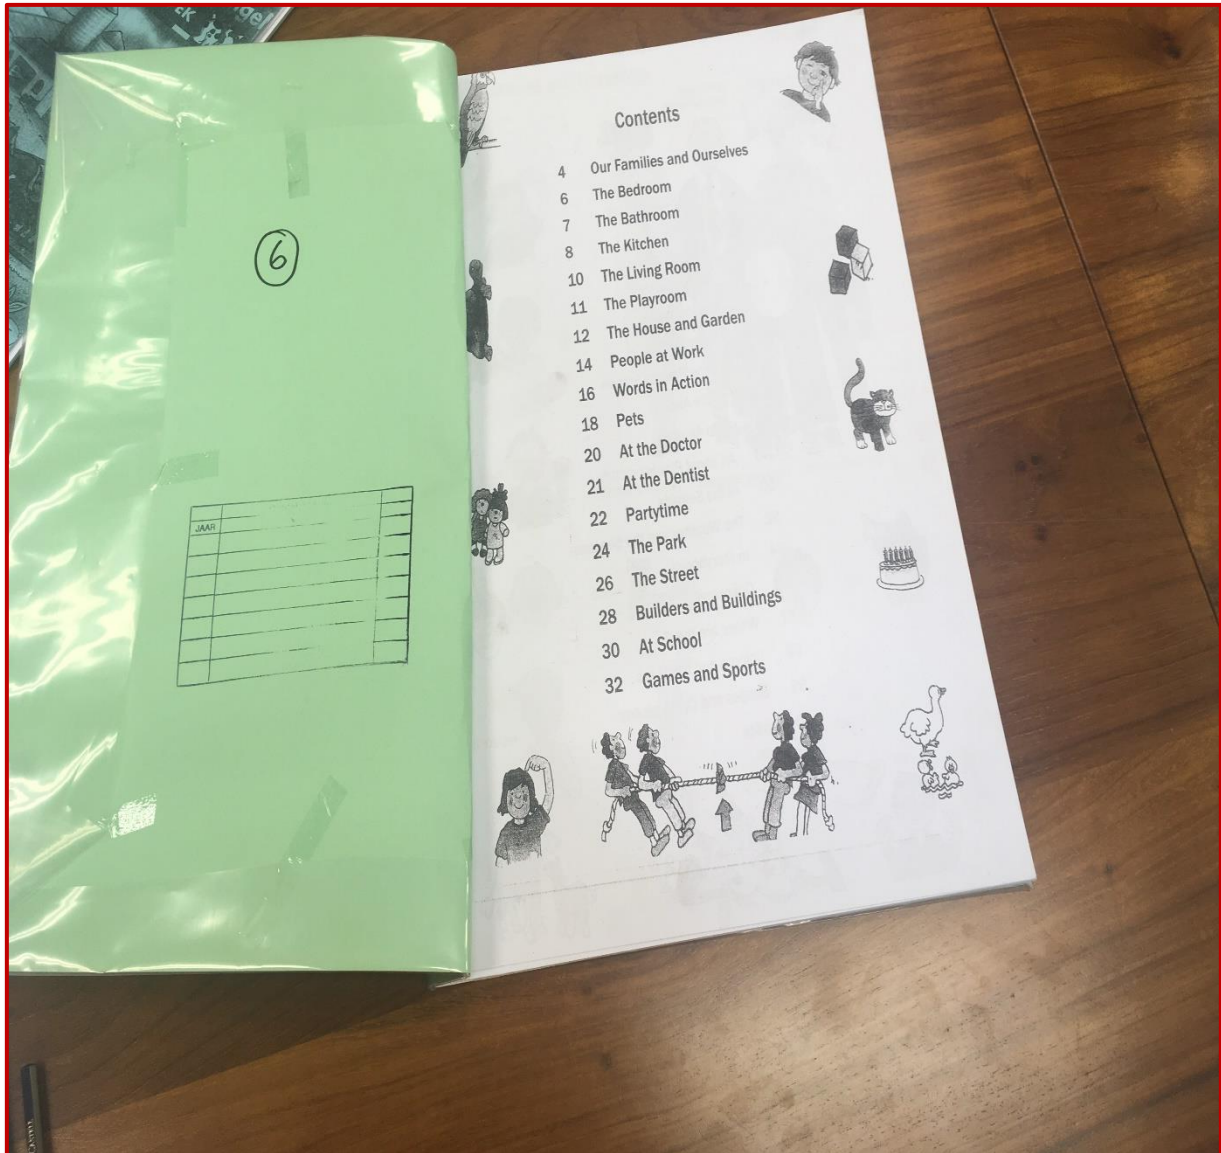 6
JAAR
Contents
4 Our Families and Ourselves
6 The Bedroom
7 The Bathroom
8 The Kitchen
10 The Living Room
11 The Playroom
12 The House and Garden
14 People at Work
16 Words in Action
18 Pets
20 At the Doctor
21 At the Dentist
22 Partytime
24 The Park
26 The Street
28 Builders and Buildings
30 At School
32 Games and Sports